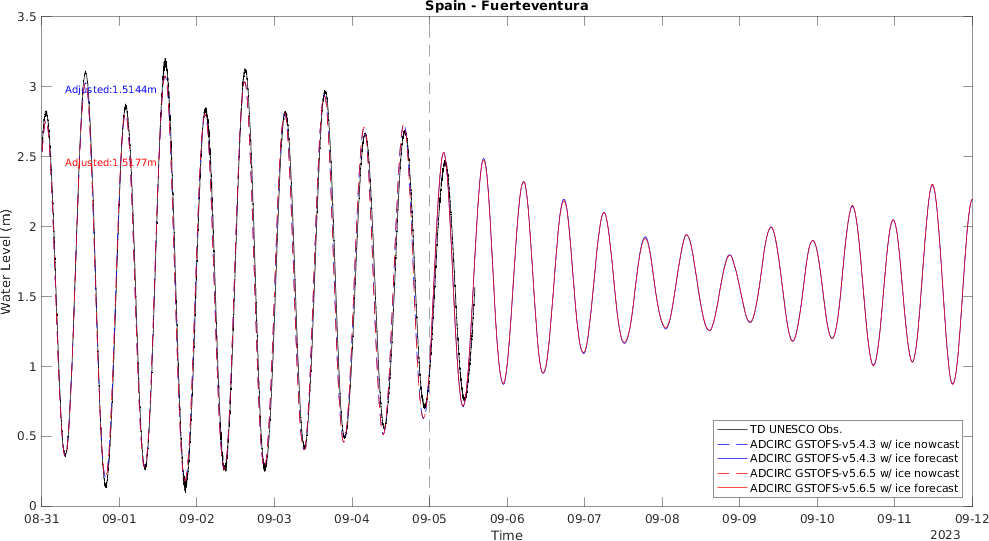 Spain - Fuerteventura
3.5
3
2.5
2
1.5
1
0.5
0
Water Level (m)
Adjusted:1.5144m
Adjusted:1.5177m
TD UNESCO Obs.
ADCIRC GSTOFS-v5.4.3 w/ ice nowcast
ADCIRC GSTOFS-v5.4.3 w/ ice forecast
ADCIRC GSTOFS-v5.6.5 w/ ice nowcast
ADCIRC GSTOFS-v5.6.5 w/ ice forecast
08-31 09-01 09-02 09-03 09-04 09-05 09-06 09-07 09-08 09-09 09-10 09-11 09-12
Time
2023